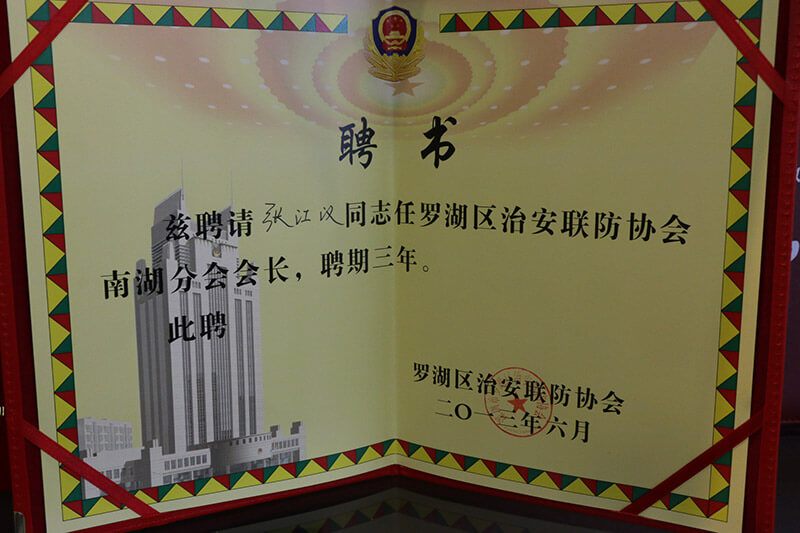 聘书
兹聘请张江汉同志任罗湖区治安联防协会
南湖分会会长，聘期三年。
此聘
罗湖区治安联防协会
二〇一三年六月